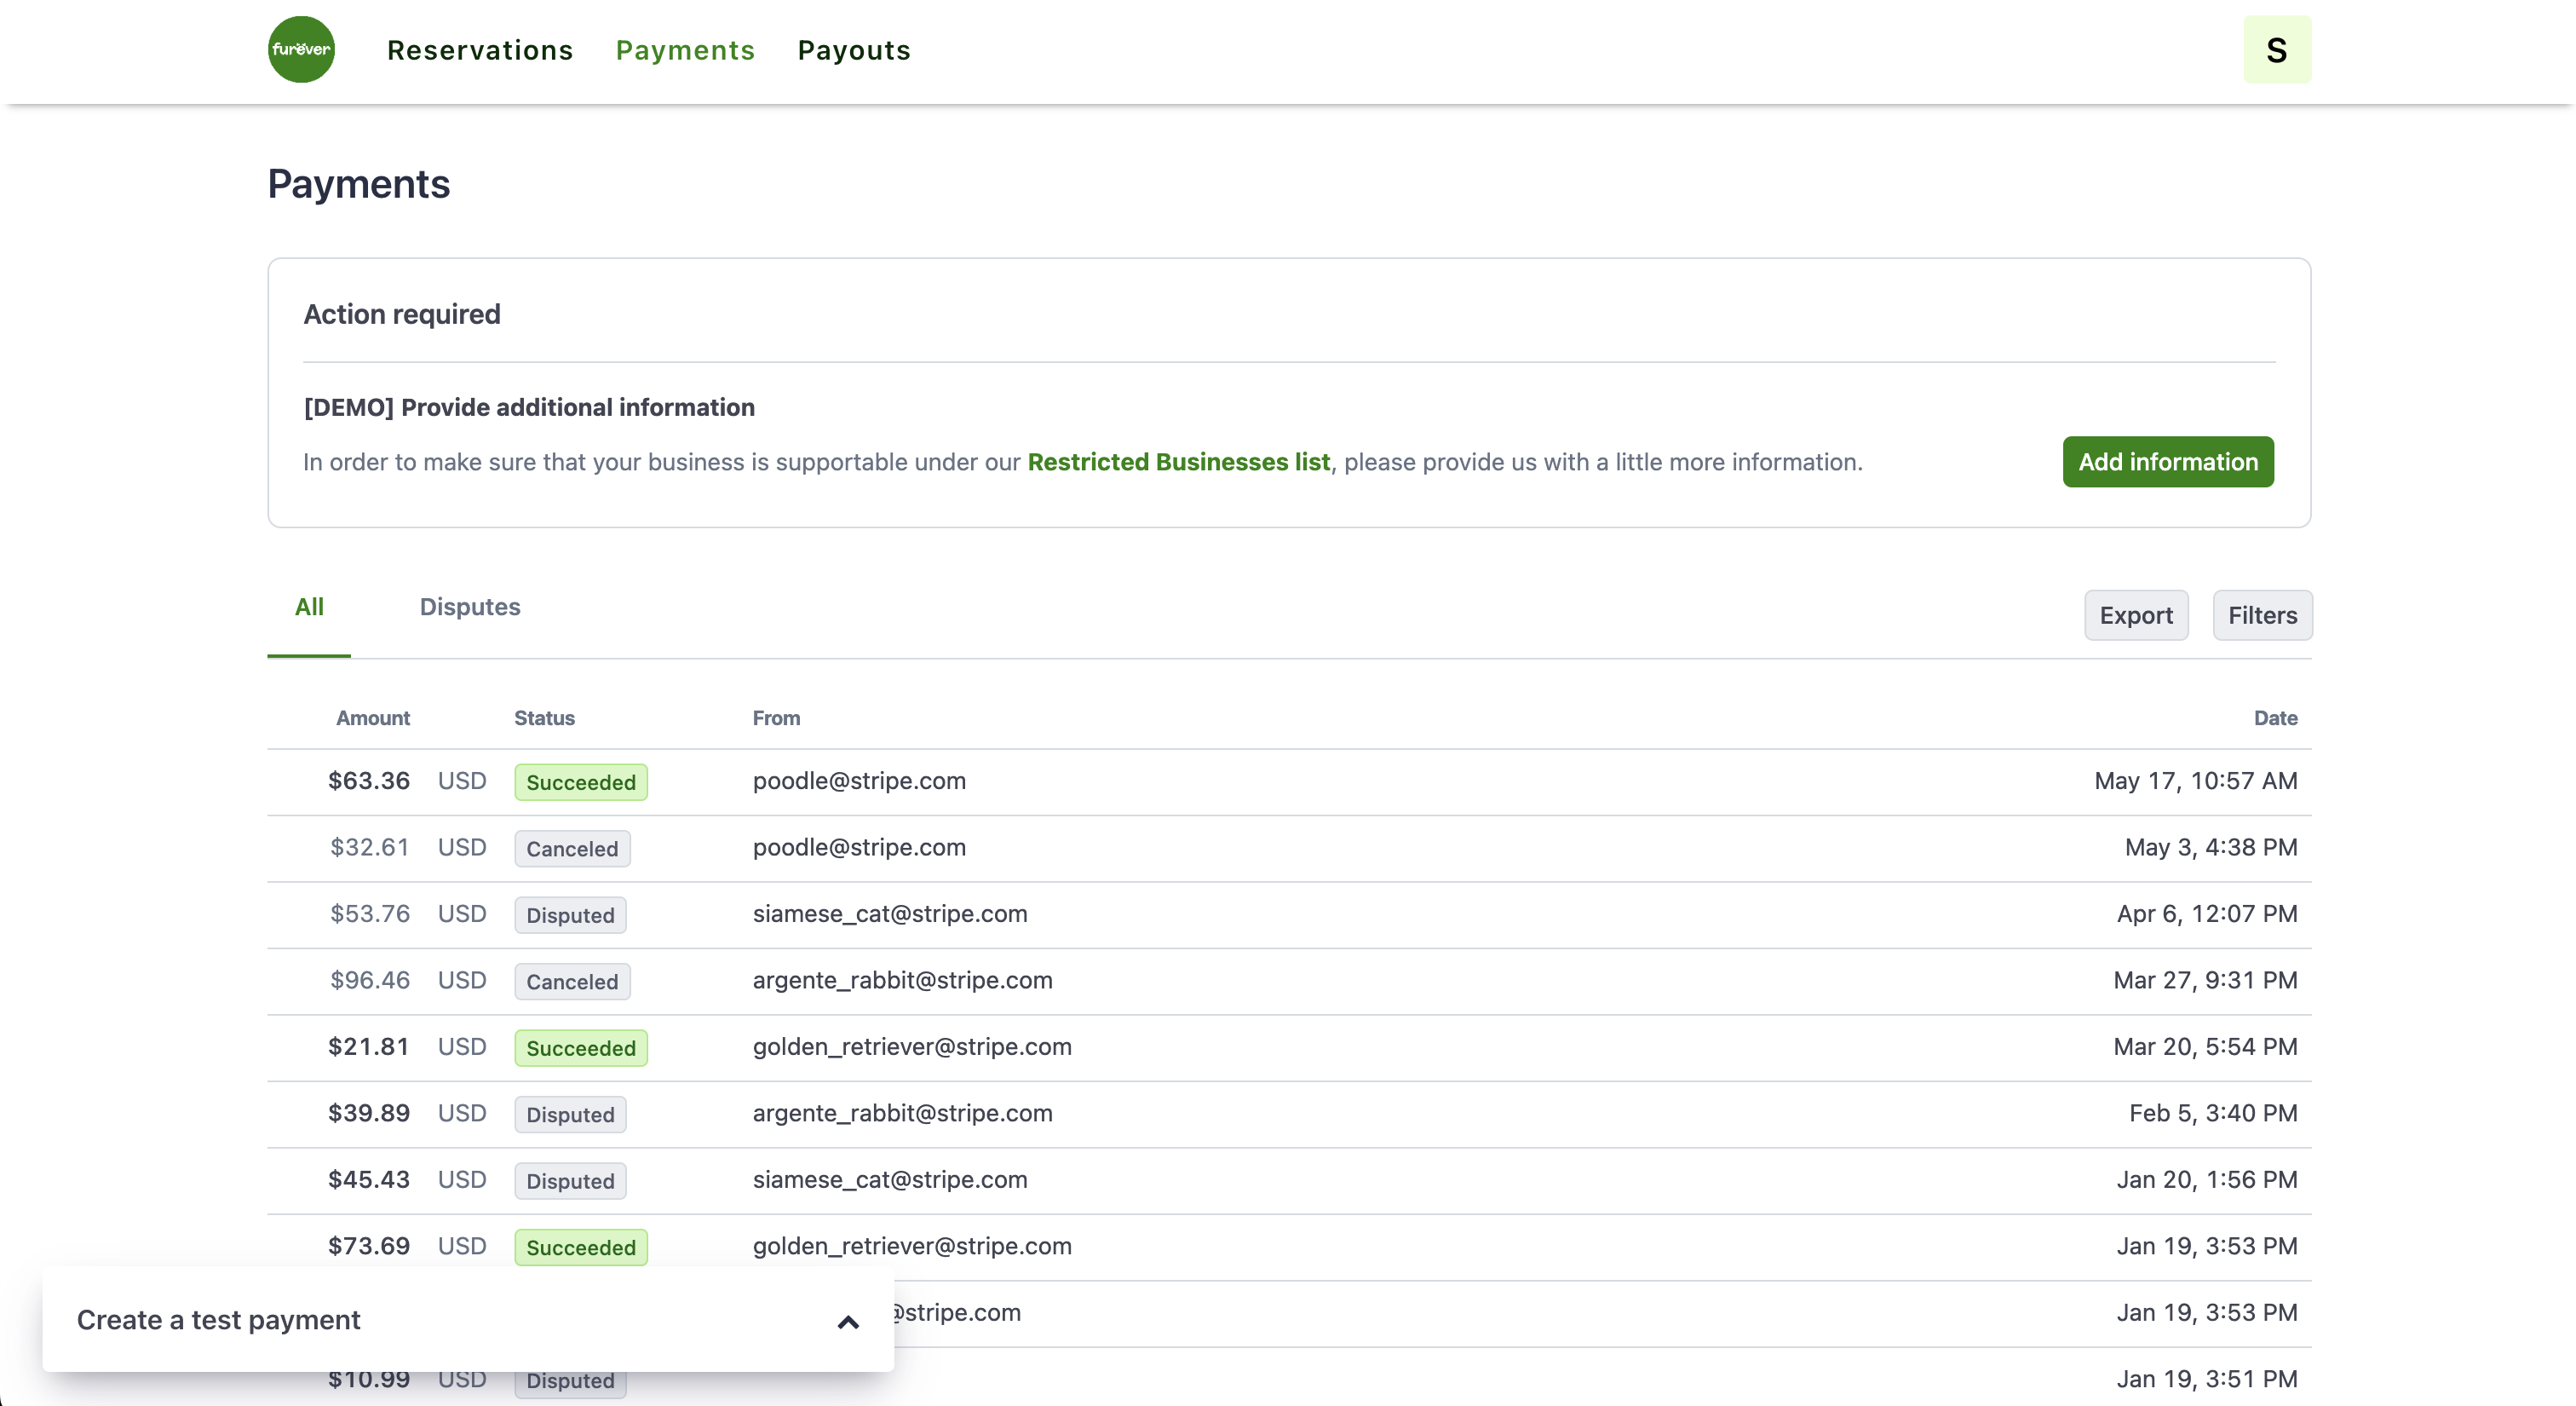 furever Reservations Payments Payouts S
Payments
Action required
[DEMO] Provide additional information
In order to make sure that your business is supportable under our Restricted Businesses list, please provide us with a little more information. Add information
All Disputes Export Filters
Amount Status From Date
$63.36 USD Succeeded poodle@stripe.com May 17, 10:57 AM
$32.61 USD Canceled poodle@stripe.com May 3, 4:38 PM
$53.76 USD Disputed siamese_cat@stripe.com Apr 6, 12:07 PM
$96.46 USD Canceled argente_rabbit@stripe.com Mar 27, 9:31 PM
$21.81 USD Succeeded golden_retriever@stripe.com Mar 20, 5:54 PM
$39.89 USD Disputed argente_rabbit@stripe.com Feb 5, 3:40 PM
$45.43 USD Disputed siamese_cat@stripe.com Jan 20, 1:56 PM
$73.69 USD Succeeded golden_retriever@stripe.com Jan 19, 3:53 PM
@stripe.com Jan 19, 3:53 PM
Create a test payment
$10.99 USD Disputed Jan 19, 3:51 PM